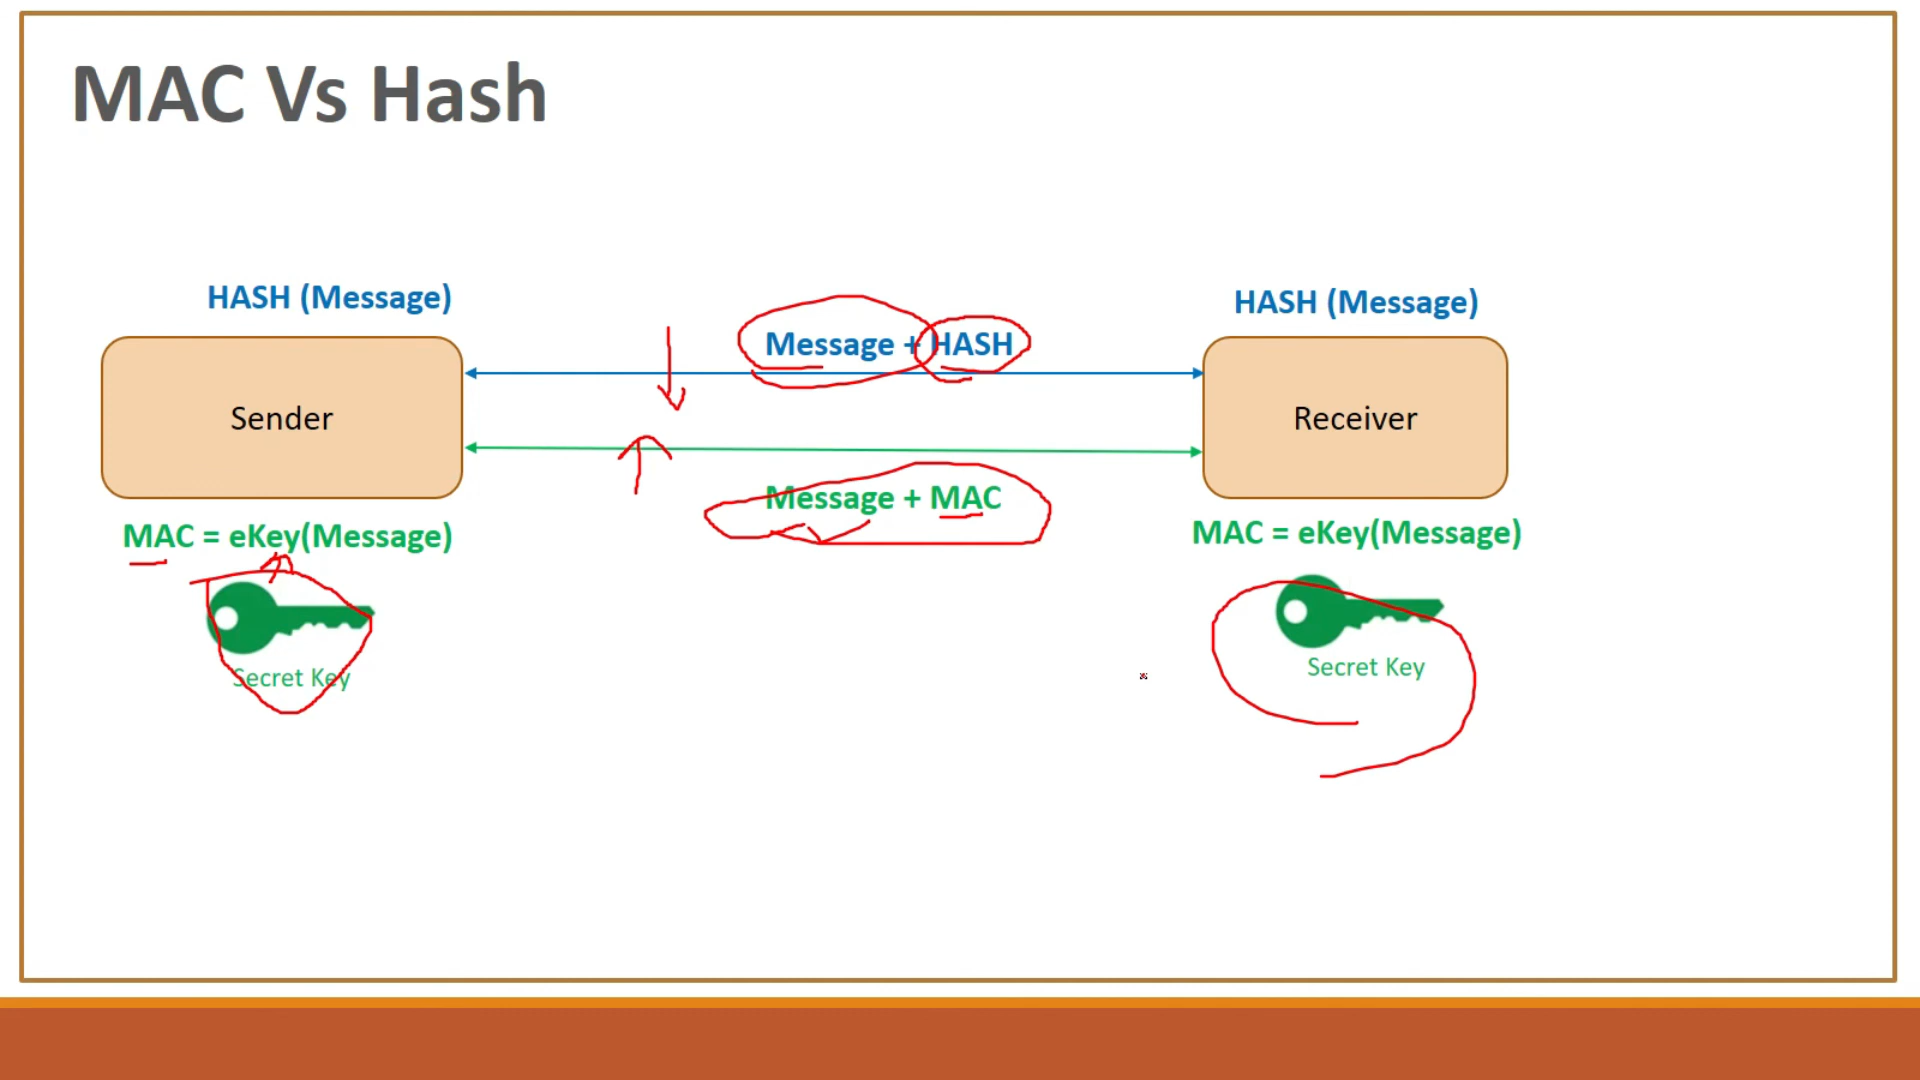 MAC Vs Hash
HASH (Message)
Message + HASH
HASH (Message)
Sender
Receiver
Message + MAC
MAC = eKey(Message)
MAC = eKey(Message)
Secret Key
Secret Key